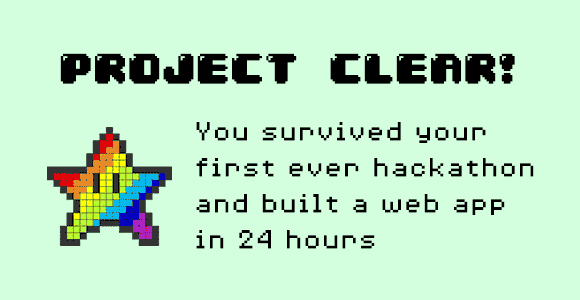 PROJECT CLEAR!
You survived your
first ever hackathon
and built a web app
in 24 hours